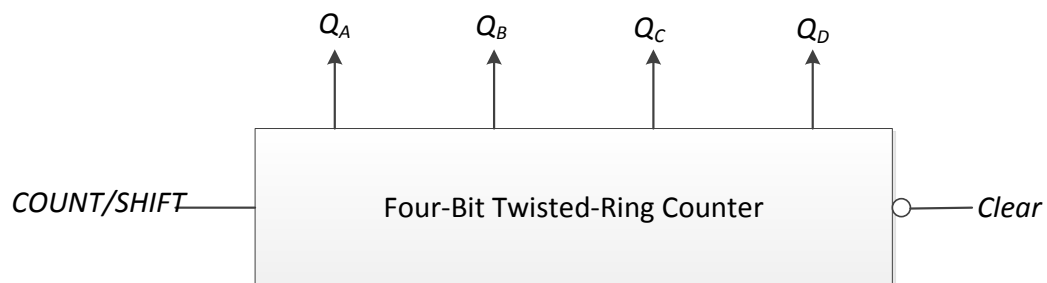 Q_A Q_B Q_C Q_D
COUNT/SHIFT
Four-Bit Twisted-Ring Counter
Clear